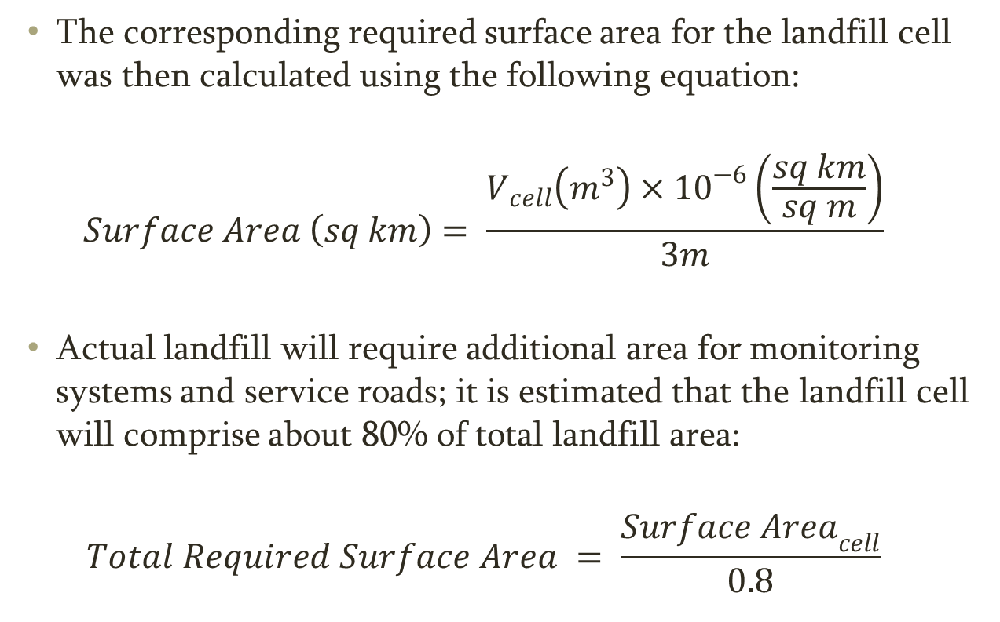 • The corresponding required surface area for the landfill cell
was then calculated using the following equation:
Surface Area (sq km) = \frac{V_{cell}(m^3) × 10^{−6} (\frac{sq km}{sq m})}{3m}
• Actual landfill will require additional area for monitoring
systems and service roads; it is estimated that the landfill cell
will comprise about 80% of total landfill area:
Total Required Surface Area = \frac{Surface Area_{cell}}{0.8}